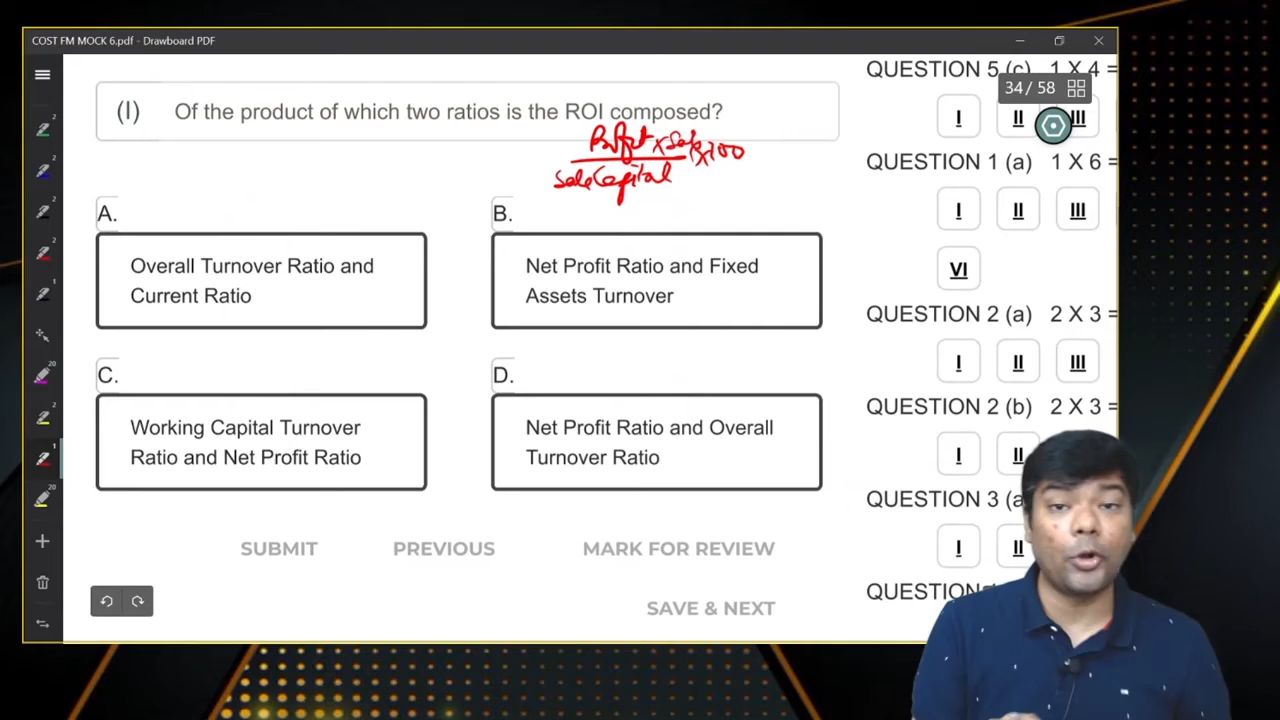 COST FM MOCK 6.pdf - Drawboard PDF
QUESTION 5 (c) 1 X 4 =
34 / 58
I II III
(I) Of the product of which two ratios is the ROI composed?
Profit x Sale x 100
Sale Capital
QUESTION 1 (a) 1 X 6 =
I II III
VI
A.
Overall Turnover Ratio and
Current Ratio
B.
Net Profit Ratio and Fixed
Assets Turnover
QUESTION 2 (a) 2 X 3 =
I II III
C.
Working Capital Turnover
Ratio and Net Profit Ratio
D.
Net Profit Ratio and Overall
Turnover Ratio
QUESTION 2 (b) 2 X 3 =
I II
QUESTION 3 (a
I II
QUESTION
SUBMIT PREVIOUS MARK FOR REVIEW
SAVE & NEXT